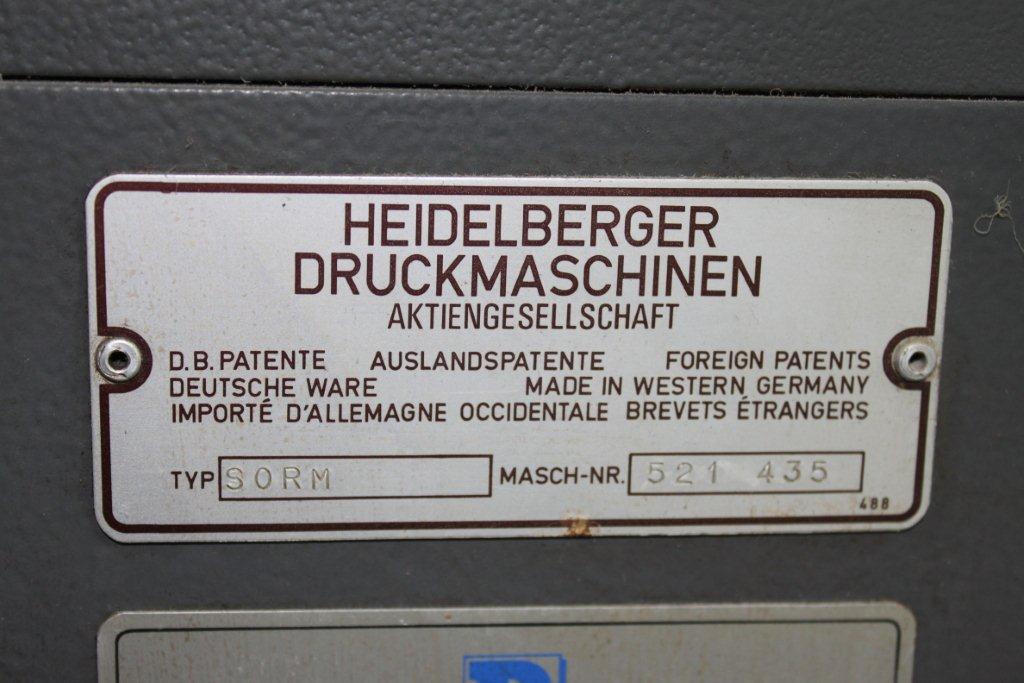 HEIDELBERGER
DRUCKMASCHINEN
AKTIENGESELLSCHAFT
D.B. PATENTE AUSLANDSPATENTE FOREIGN PATENTS
DEUTSCHE WARE MADE IN WESTERN GERMANY
IMPORTÉ D'ALLEMAGNE OCCIDENTALE BREVETS ÉTRANGERS
TYP SORM MASCH-NR. 521 435
488